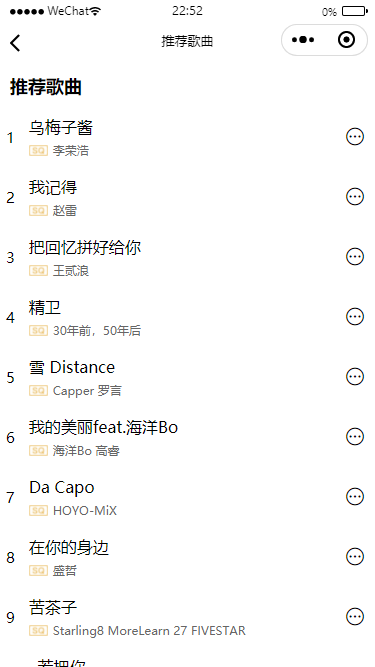 WeChat 22:52 0%
推荐歌曲
推荐歌曲
1 乌梅子酱
SQ 李荣浩
2 我记得
SQ 赵雷
3 把回忆拼好给你
SQ 王贰浪
4 精卫
SQ 30年前，50年后
5 雪 Distance
SQ Capper 罗言
6 我的美丽feat.海洋Bo
SQ 海洋Bo 高睿
7 Da Capo
SQ HOYO-MiX
8 在你的身边
SQ 盛哲
9 苦茶子
SQ Starling8 MoreLearn 27 FIVESTAR
若把你